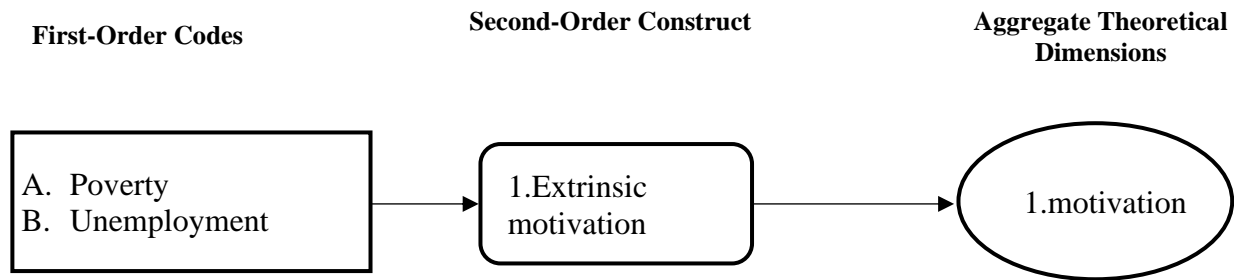 First-Order Codes
Second-Order Construct
Aggregate Theoretical
Dimensions
A. Poverty
B. Unemployment
1.Extrinsic
motivation
1.motivation